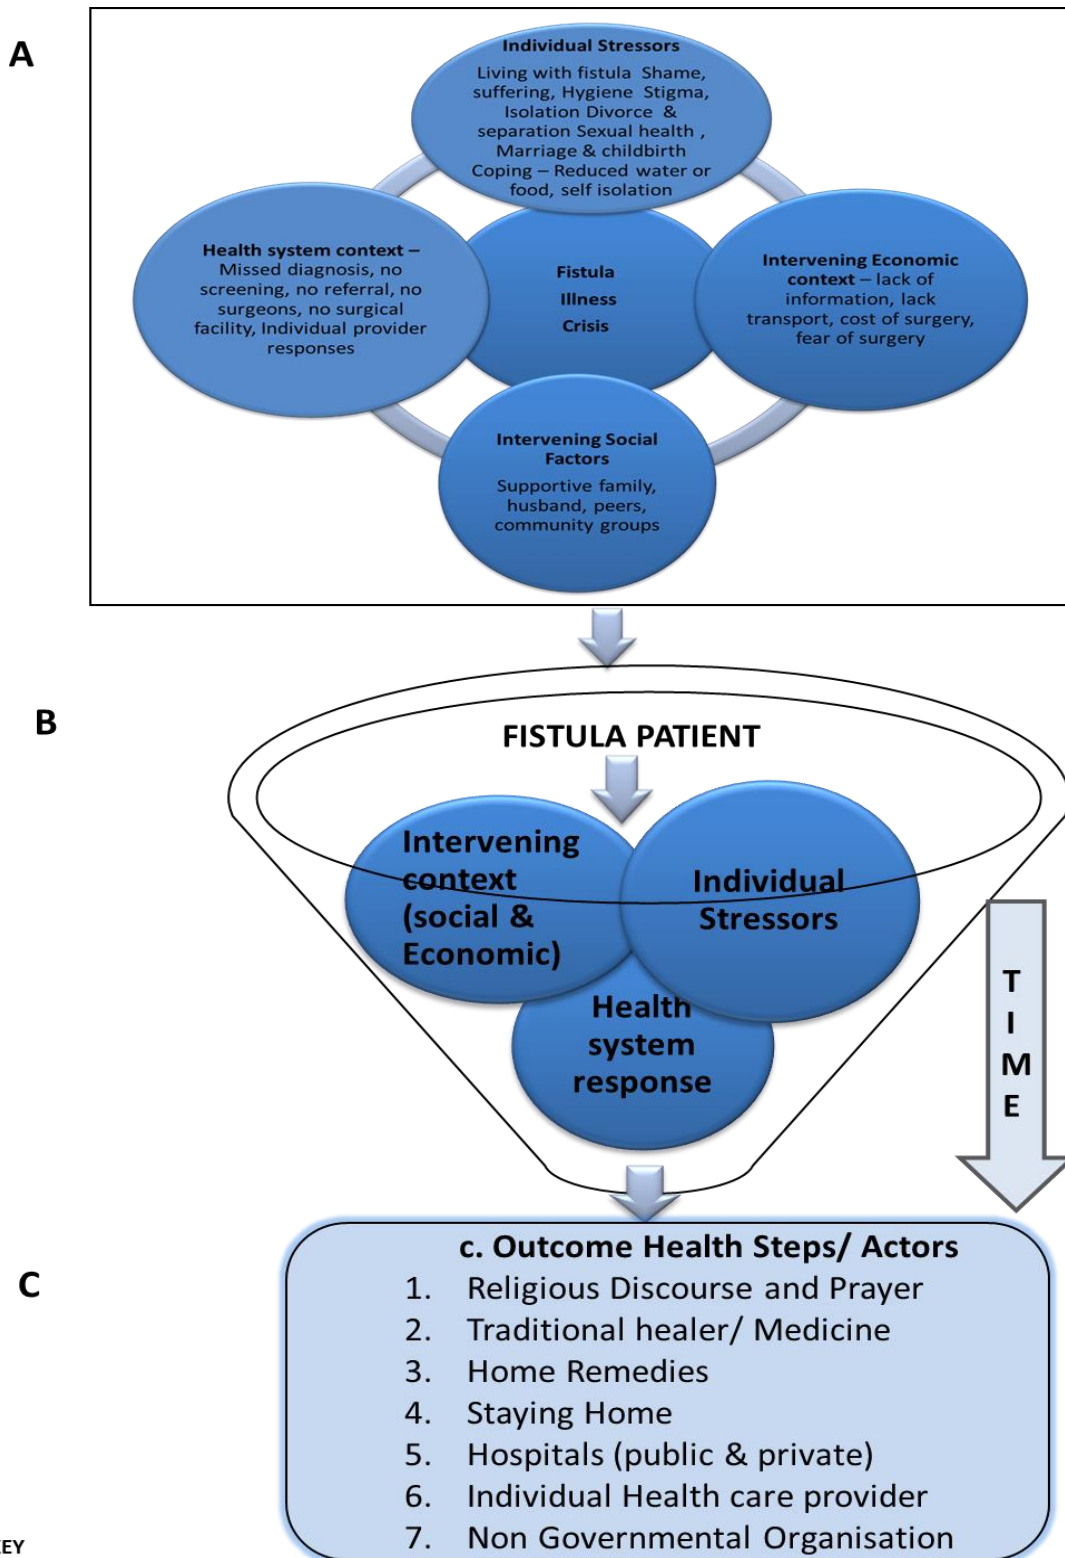 A
Individual Stressors
Living with fistula Shame,
suffering, Hygiene Stigma,
Isolation Divorce &
separation Sexual health ,
Marriage & childbirth
Coping – Reduced water or
food, self isolation
Health system context –
Missed diagnosis, no
screening, no referral, no
surgeons, no surgical
facility, Individual provider
responses
Fistula
Illness
Crisis
Intervening Economic
context – lack of
information, lack
transport, cost of surgery,
fear of surgery
Intervening Social
Factors
Supportive family,
husband, peers,
community groups
B
FISTULA PATIENT
Intervening
context
(social &
Economic)
Individual
Stressors
Health
system
response
T
I
M
E
C
c. Outcome Health Steps/ Actors
1. Religious Discourse and Prayer
2. Traditional healer/ Medicine
3. Home Remedies
4. Staying Home
5. Hospitals (public & private)
6. Individual Health care provider
7. Non Governmental Organisation
EY